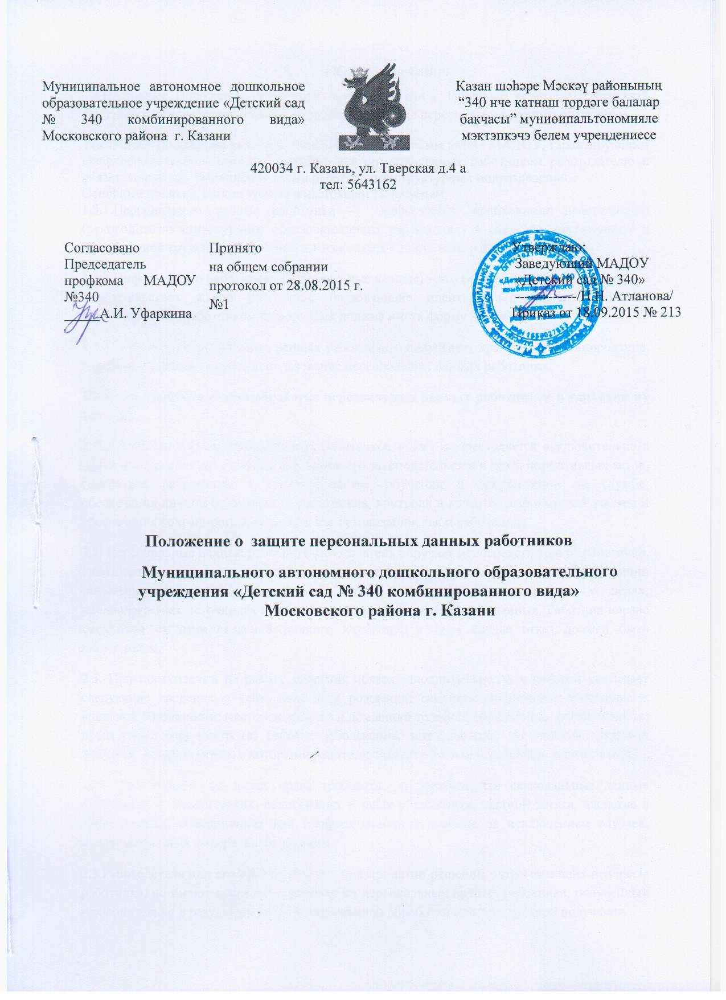 Муниципальное автономное дошкольное
образовательное учреждение «Детский сад
№ 340 комбинированного вида»
Московского района г. Казани
Казан шәһәре Мәскәү районының
“340 нче катнаш тордәге балалар
бакчасы” муниөипальтономияле
мэктэпкэчэ белем учреңдениесе
420034 г. Казань, ул. Тверская д.4 а
тел: 5643162
Согласовано
Председатель
профкома МАДОУ
№340
_____А.И. Уфаркина
Принято
на общем собрании
протокол от 28.08.2015 г.
№1
Утверждаю:
Заведующий МАДОУ
«Детский сад № 340»
--------------/Н.Н. Атланова/
Приказ от 18.09.2015 № 213
Положение о защите персональных данных работников
Муниципального автономного дошкольного образовательного
учреждения «Детский сад № 340 комбинированного вида»
Московского района г. Казани